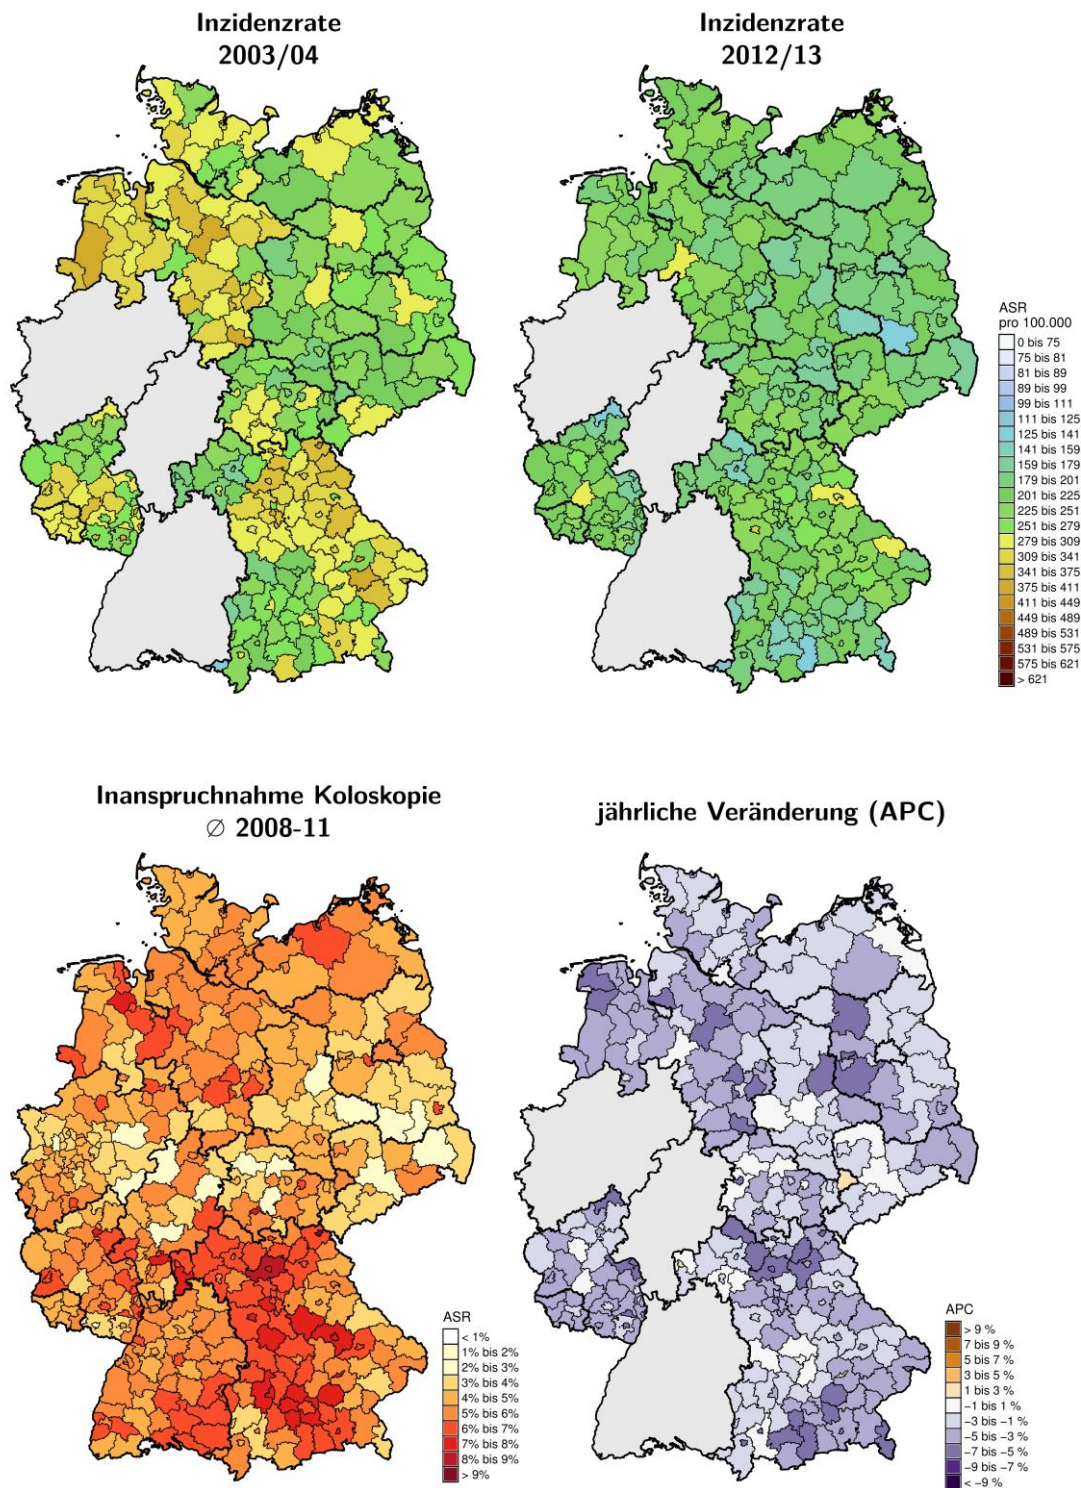 Inzidenzrate
2003/04
Inzidenzrate
2012/13
ASR
pro 100.000
0 bis 75
75 bis 81
81 bis 89
89 bis 99
99 bis 111
111 bis 125
125 bis 141
141 bis 159
159 bis 179
179 bis 201
201 bis 225
225 bis 251
251 bis 279
279 bis 309
309 bis 341
341 bis 375
375 bis 411
411 bis 449
449 bis 489
489 bis 531
531 bis 575
575 bis 621
> 621
Inanspruchnahme Koloskopie
∅ 2008-11
ASR
< 1%
1% bis 2%
2% bis 3%
3% bis 4%
4% bis 5%
5% bis 6%
6% bis 7%
7% bis 8%
8% bis 9%
> 9%
jährliche Veränderung (APC)
APC
> 9 %
7 bis 9 %
5 bis 7 %
3 bis 5 %
1 bis 3 %
−1 bis 1 %
−3 bis −1 %
−5 bis −3 %
−7 bis −5 %
−9 bis −7 %
< −9 %